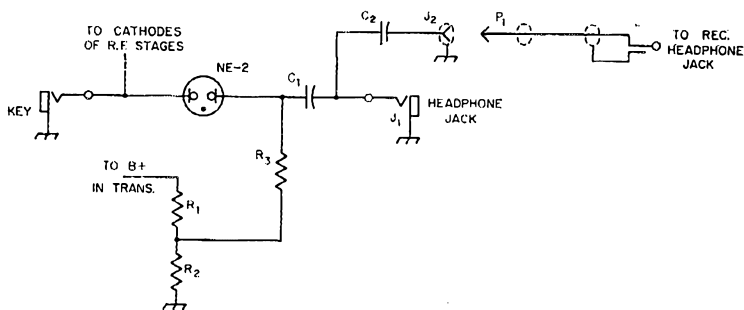 TO CATHODES
OF R.F. STAGES
NE-2
KEY
C1
C2
J2
P1
TO REC.
HEADPHONE
JACK
J1
HEADPHONE
JACK
R3
TO B+
IN TRANS.
R1
R2